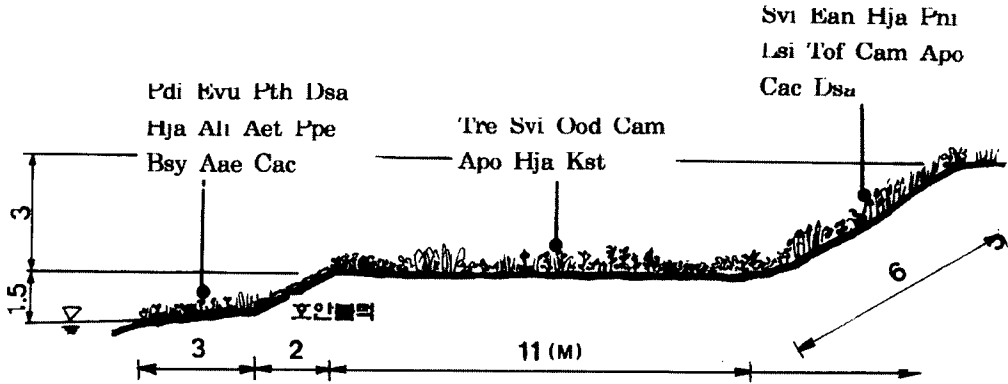 Svi Ean Hja Pni
Lsi Tof Cam Apo
Cac Dsa
Pdi Evu Pth Dsa
Hja Ali Aet Ppe
Bsy Aae Cac
Tre Svi Ood Cam
Apo Hja Kst
3
1.5
호안블럭
6
3
2
11 (M)